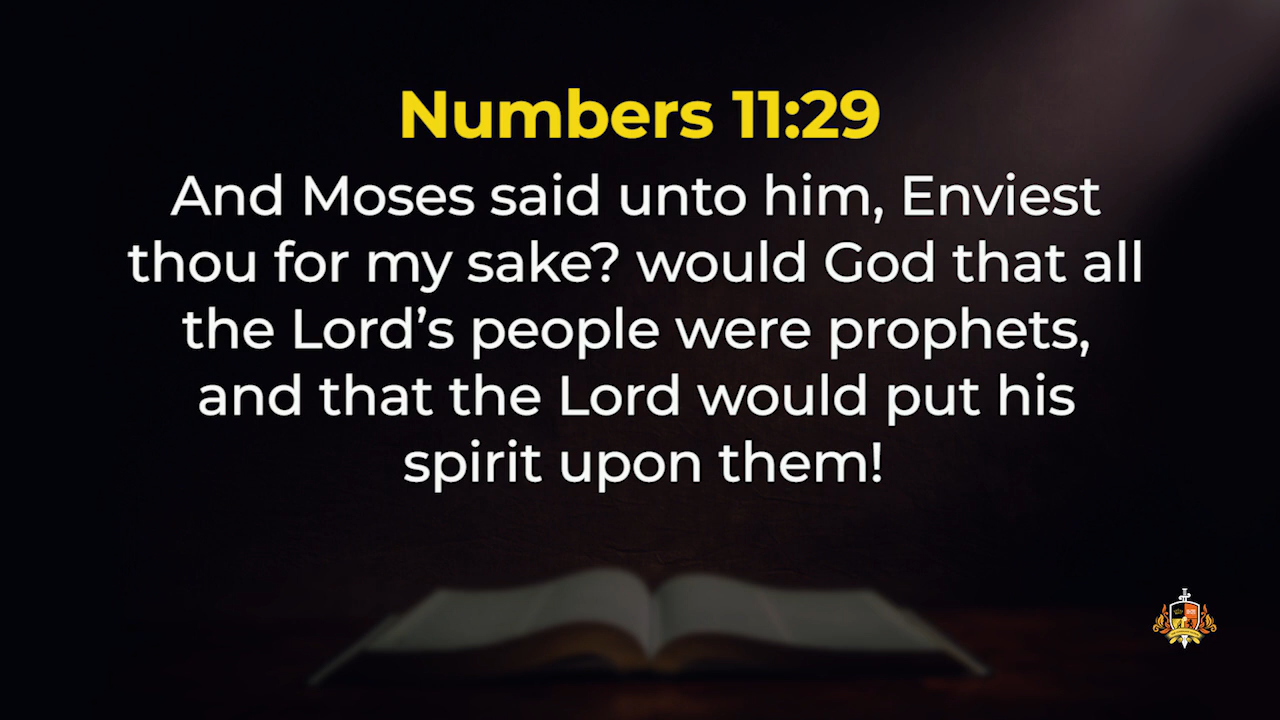 Numbers 11:29
And Moses said unto him, Enviest
thou for my sake? would God that all
the Lord’s people were prophets,
and that the Lord would put his
spirit upon them!